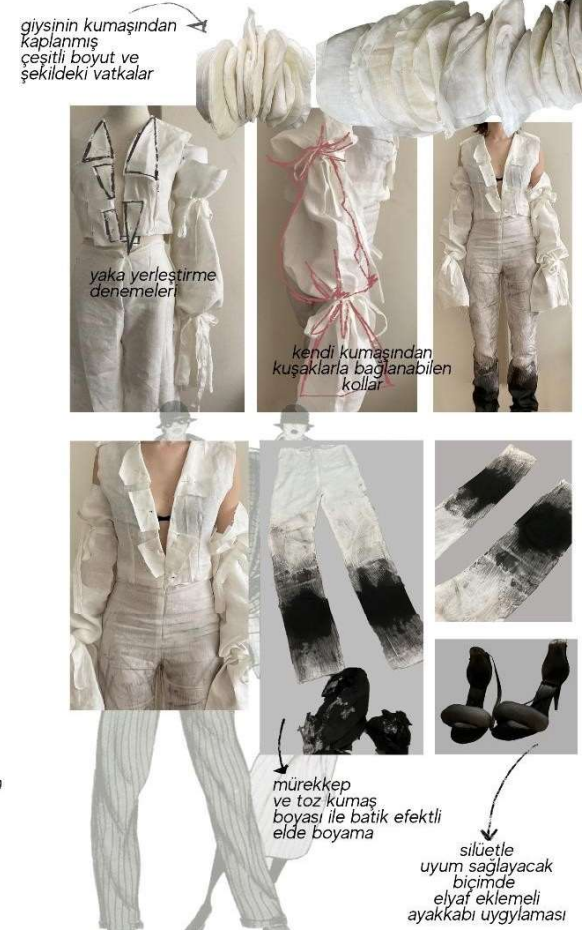 giysinin kumaşından
kaplanmış
çeşitli boyut ve
şekildeki vatkalar
yaka yerleştirme
denemeleri
kendi kumaşından
kuşaklarla bağlanabilen
kollar
mürekkep
ve toz kumaş
boyası ile batik efektli
elde boyama
silüetle
uyum sağlayacak
biçimde
elyaf eklemeli
ayakkabı uygylaması